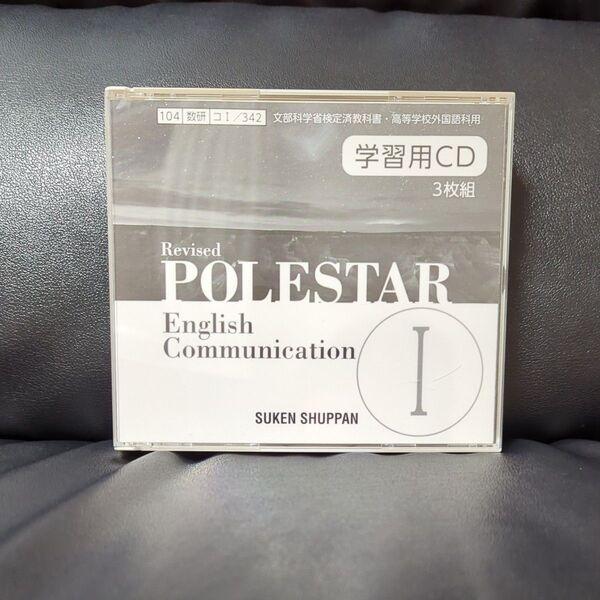 104 数研 コⅠ/342 文部科学省検定済教科書・高等学校外国語科用
学習用CD
3枚組
Revised
POLESTAR
English
Communication
I
SUKEN SHUPPAN